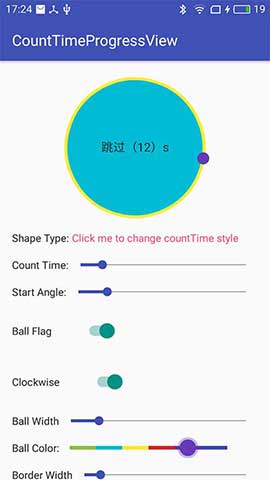 17:24
19
CountTimeProgressView
跳过（12）s
Shape Type: Click me to change countTime style
Count Time:
Start Angle:
Ball Flag
Clockwise
Ball Width
Ball Color:
Border Width